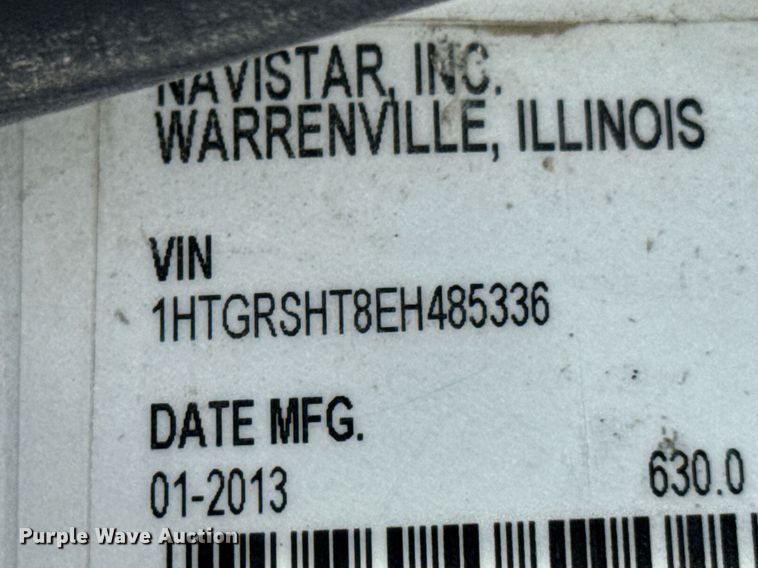 NAVISTAR, INC.
WARRENVILLE, ILLINOIS
VIN
1HTGRSHT8EH485336
DATE MFG.
01-2013
630.0
Purple Wave Auction